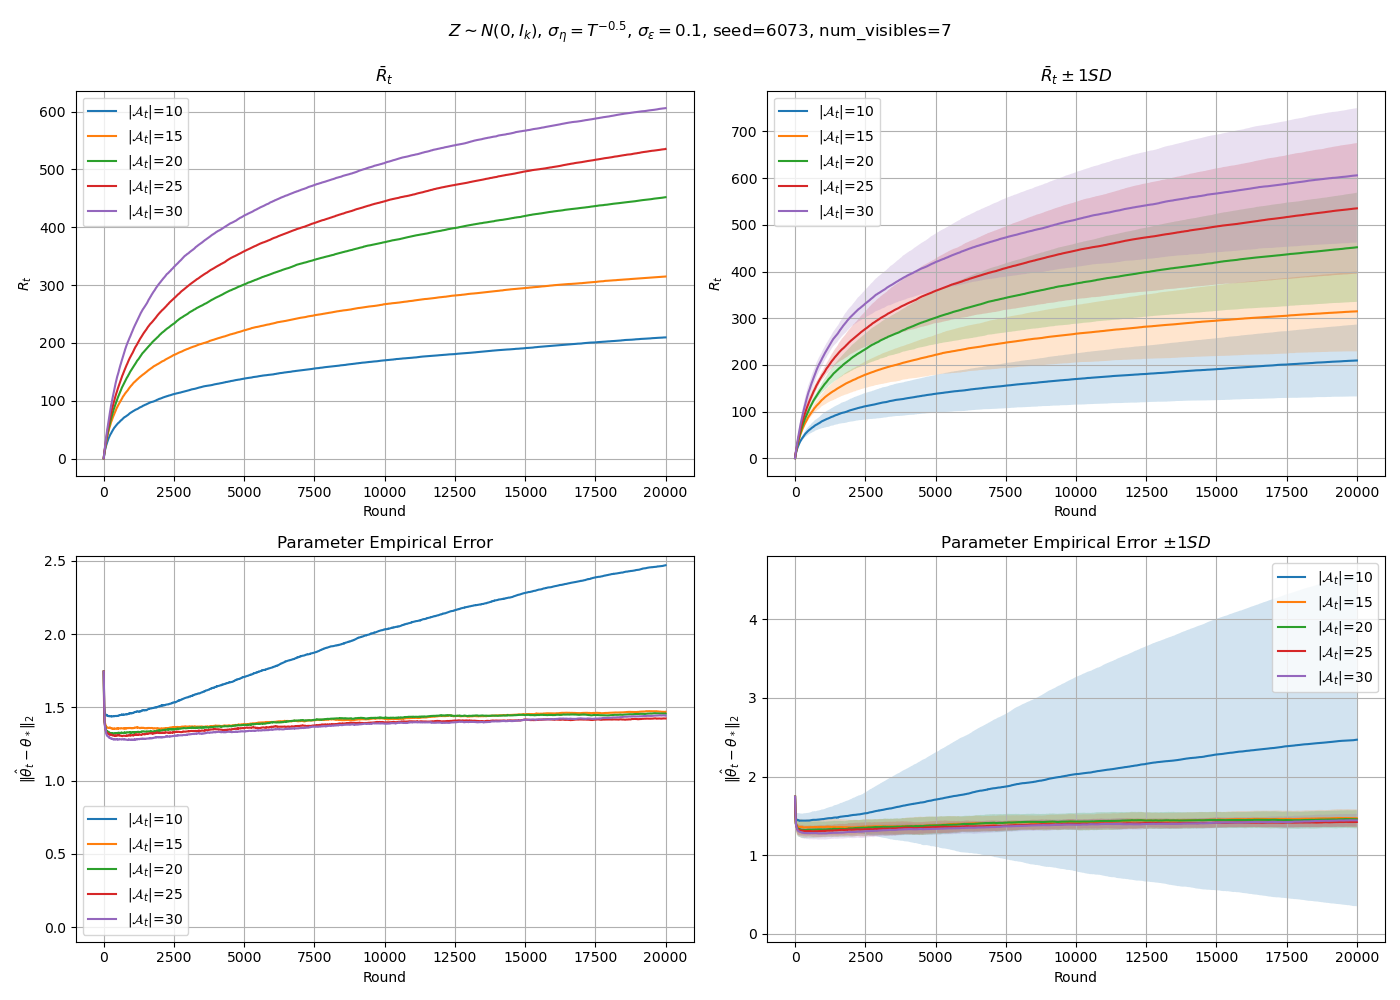 Z ~ N(0, I_k), σ_η = T^{-0.5}, σ_ε = 0.1, seed=6073, num_visibles=7
R̄_t
R_t
600
500
400
300
200
100
0
|𝒜_t|=10
|𝒜_t|=15
|𝒜_t|=20
|𝒜_t|=25
|𝒜_t|=30
0 2500 5000 7500 10000 12500 15000 17500 20000
Round
R̄_t ± 1SD
R_t
700
600
500
400
300
200
100
0
|𝒜_t|=10
|𝒜_t|=15
|𝒜_t|=20
|𝒜_t|=25
|𝒜_t|=30
0 2500 5000 7500 10000 12500 15000 17500 20000
Round
Parameter Empirical Error
‖θ̂_t − θ_*‖_2
2.5
2.0
1.5
1.0
0.5
0.0
|𝒜_t|=10
|𝒜_t|=15
|𝒜_t|=20
|𝒜_t|=25
|𝒜_t|=30
0 2500 5000 7500 10000 12500 15000 17500 20000
Round
Parameter Empirical Error ±1SD
‖θ̂_t − θ_*‖_2
4
3
2
1
0
|𝒜_t|=10
|𝒜_t|=15
|𝒜_t|=20
|𝒜_t|=25
|𝒜_t|=30
0 2500 5000 7500 10000 12500 15000 17500 20000
Round